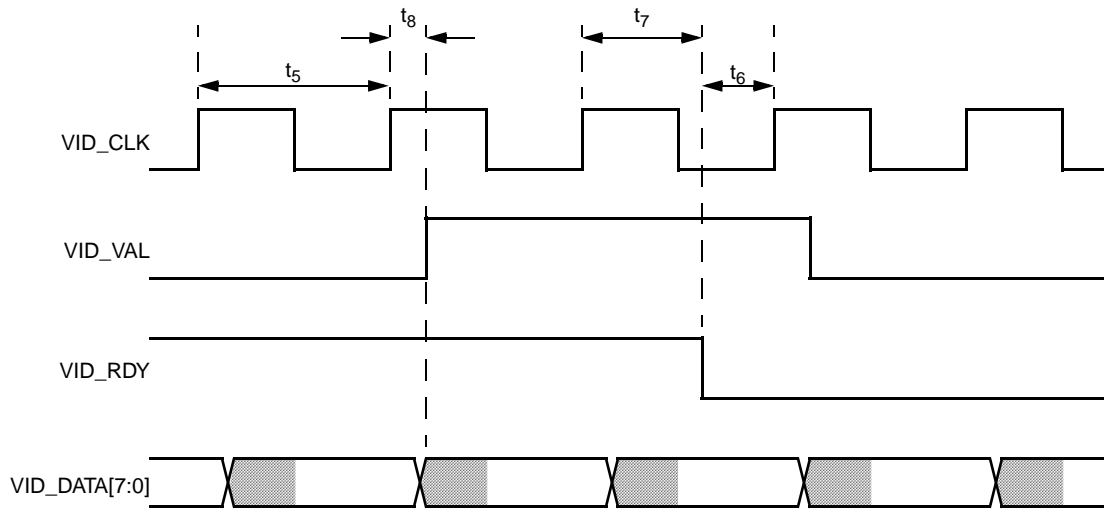 t8
t7
t5
t6
VID_CLK
VID_VAL
VID_RDY
VID_DATA[7:0]